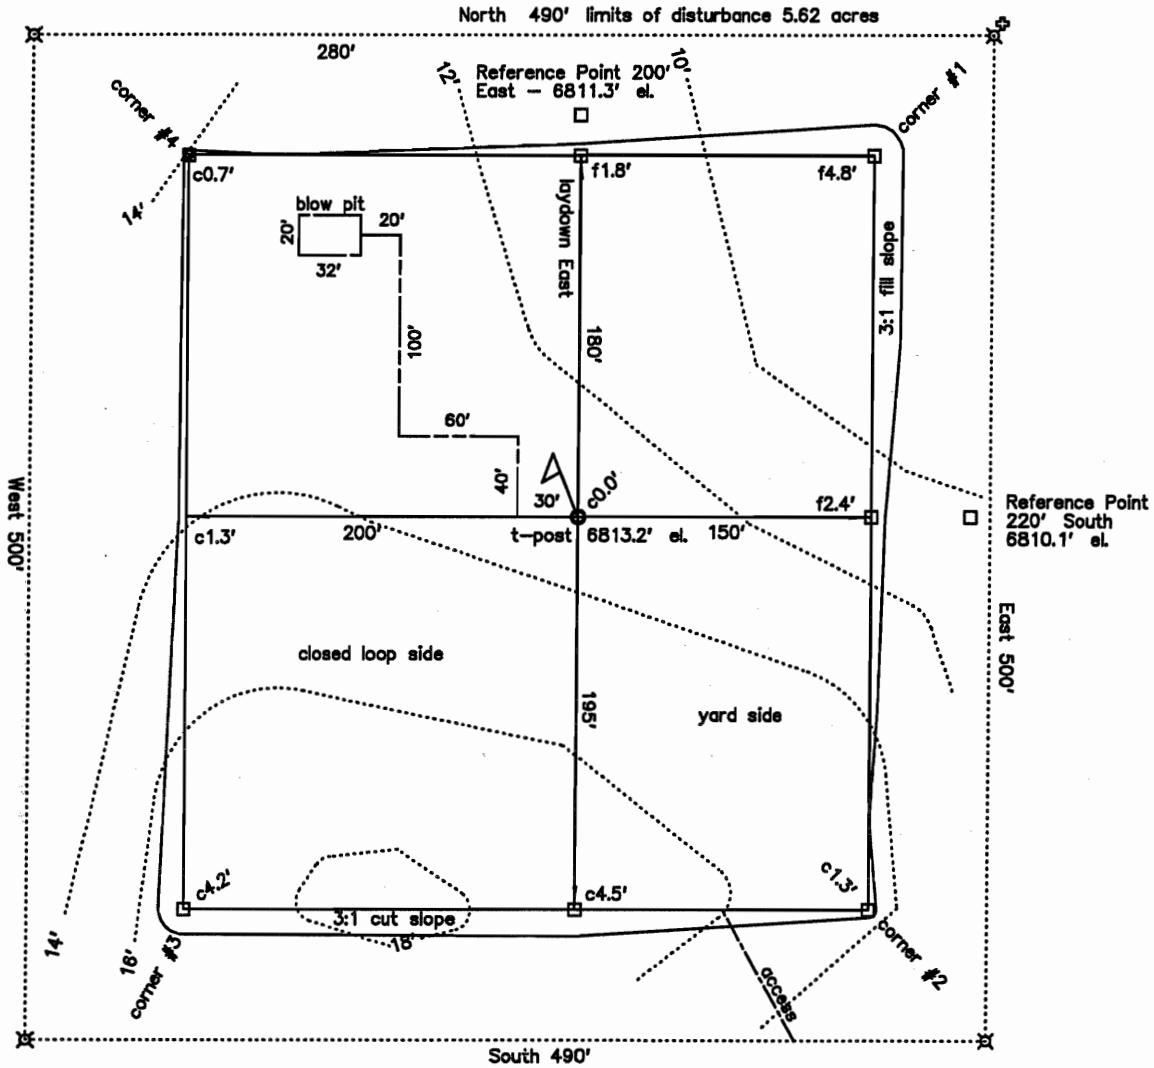 North 490' limits of disturbance 5.62 acres
280'
12'
Reference Point 200'
East - 6811.3' el.
10'
corner #1
corner #4
c0.7'
f1.8'
f4.8'
14'
blow pit
20'
20'
32'
laydown East
3:1 fill slope
100'
180'
60'
40'
30'
c0.0'
f2.4'
West 500'
c1.3'
200'
t-post 6813.2' el.
150'
Reference Point
220' South
6810.1' el.
East 500'
closed loop side
195'
yard side
c4.2'
c4.5'
c1.3'
3:1 cut slope
18'
14'
16'
corner #3
corner #2
access
South 490'